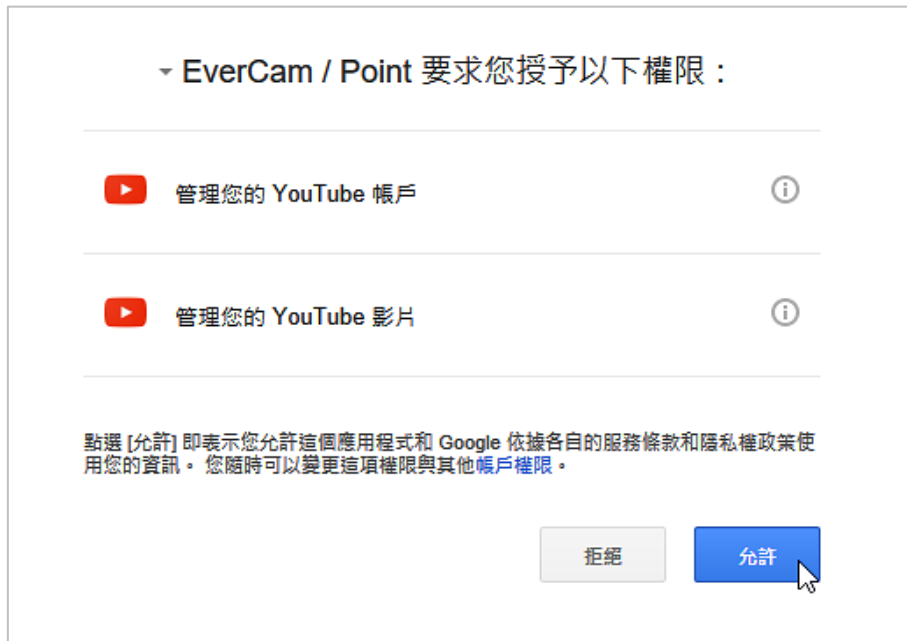 EverCam / Point 要求您授予以下權限：
管理您的 YouTube 帳戶
管理您的 YouTube 影片
點選 [允許] 即表示您允許這個應用程式和 Google 依據各自的服務條款和隱私權政策使
用您的資訊。 您隨時可以變更這項權限與其他帳戶權限。
拒絕
允許